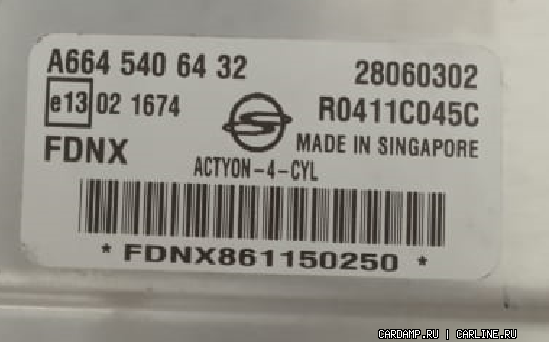 A664 540 64 32 28060302
e13 02 1674 R0411C045C
FDNX MADE IN SINGAPORE
ACTYON-4-CYL
* FDNX861150250 *
CARDAMP.RU | CARLINE.RU